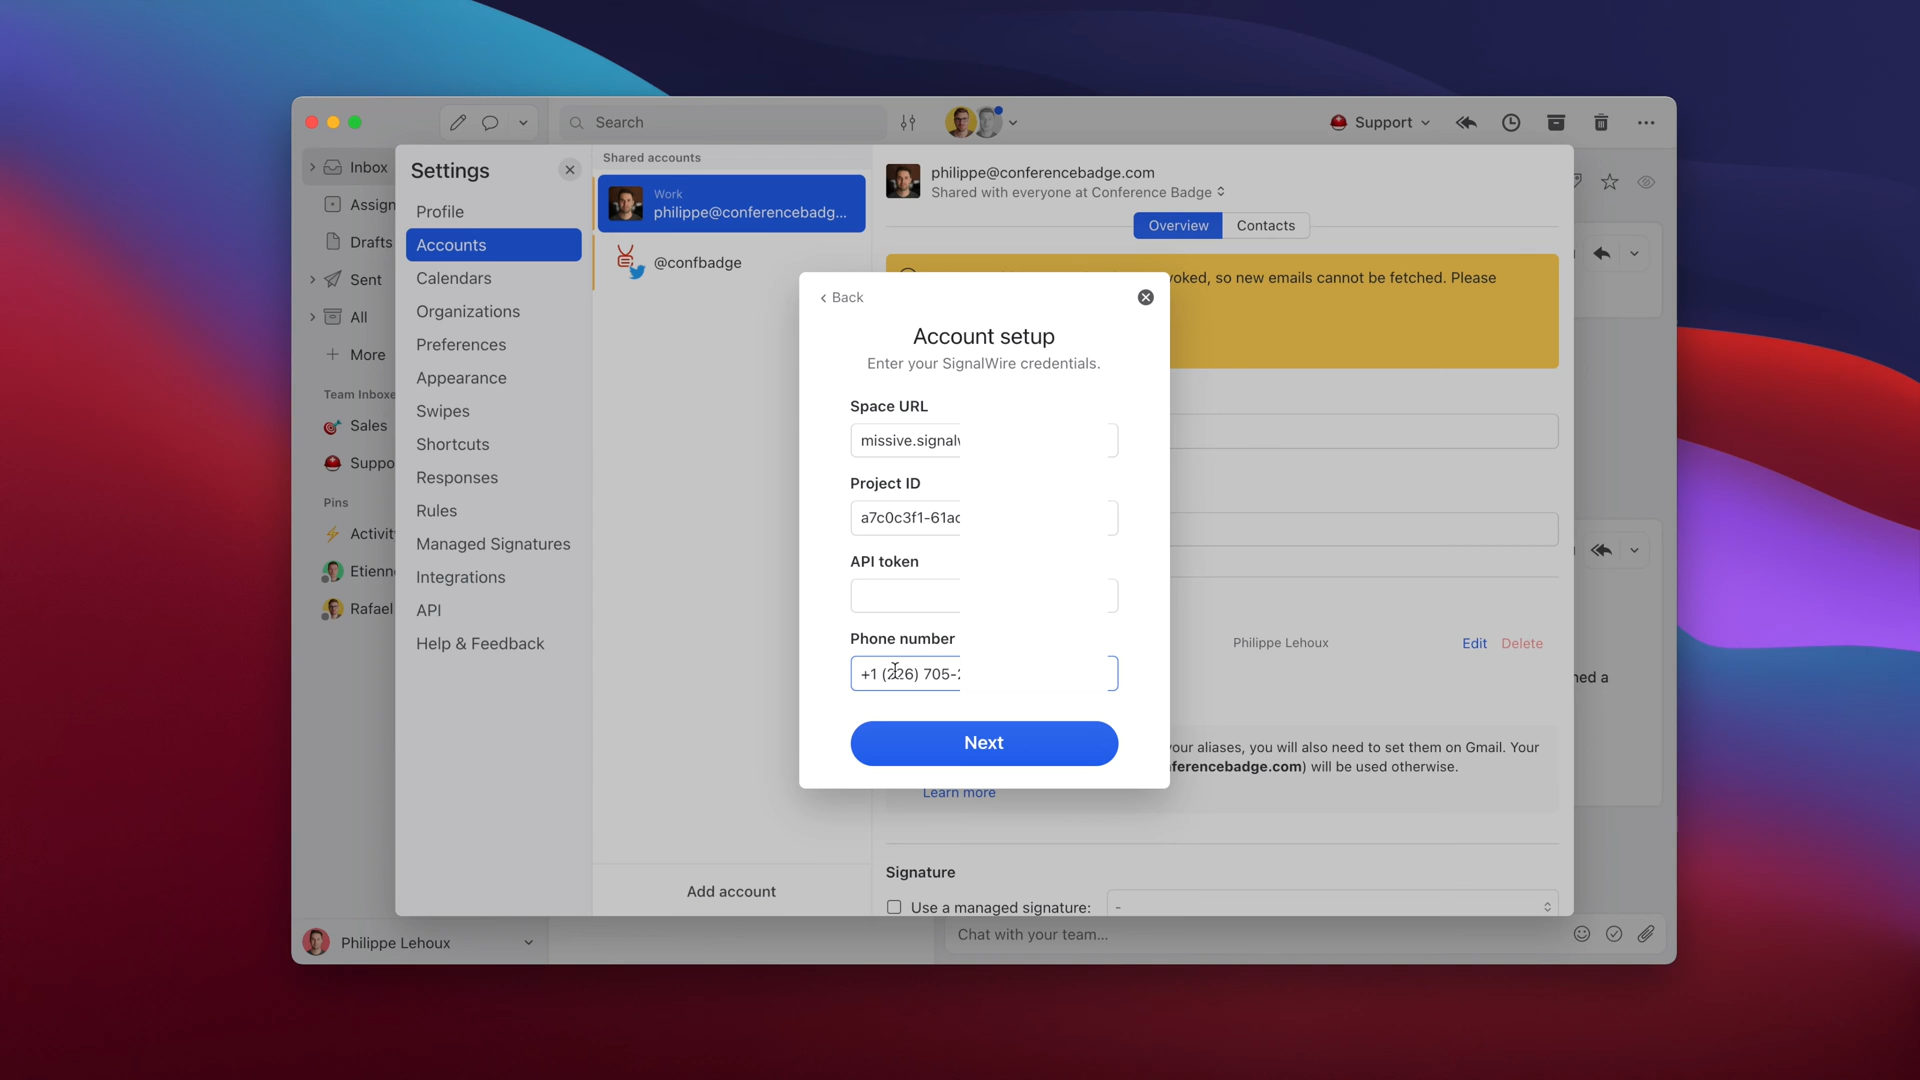 Search
Support
Inbox
Assign
Drafts
Sent
All
More
Team Inboxe
Sales
Suppo
Pins
Activit
Etienn
Rafael
Philippe Lehoux
Settings
Profile
Accounts
Calendars
Organizations
Preferences
Appearance
Swipes
Shortcuts
Responses
Rules
Managed Signatures
Integrations
API
Help & Feedback
Shared accounts
Work
philippe@conferencebadg...
@confbadge
Add account
philippe@conferencebadge.com
Shared with everyone at Conference Badge
Overview
Contacts
voked, so new emails cannot be fetched. Please
Back
Account setup
Enter your SignalWire credentials.
Space URL
missive.signalw
Project ID
a7c0c3f1-61ac
API token
Phone number
+1 (226) 705-2
Next
Philippe Lehoux
Edit
Delete
your aliases, you will also need to set them on Gmail. Your
nferencebadge.com) will be used otherwise.
Learn more
Signature
Use a managed signature:
-
ned a
Chat with your team...